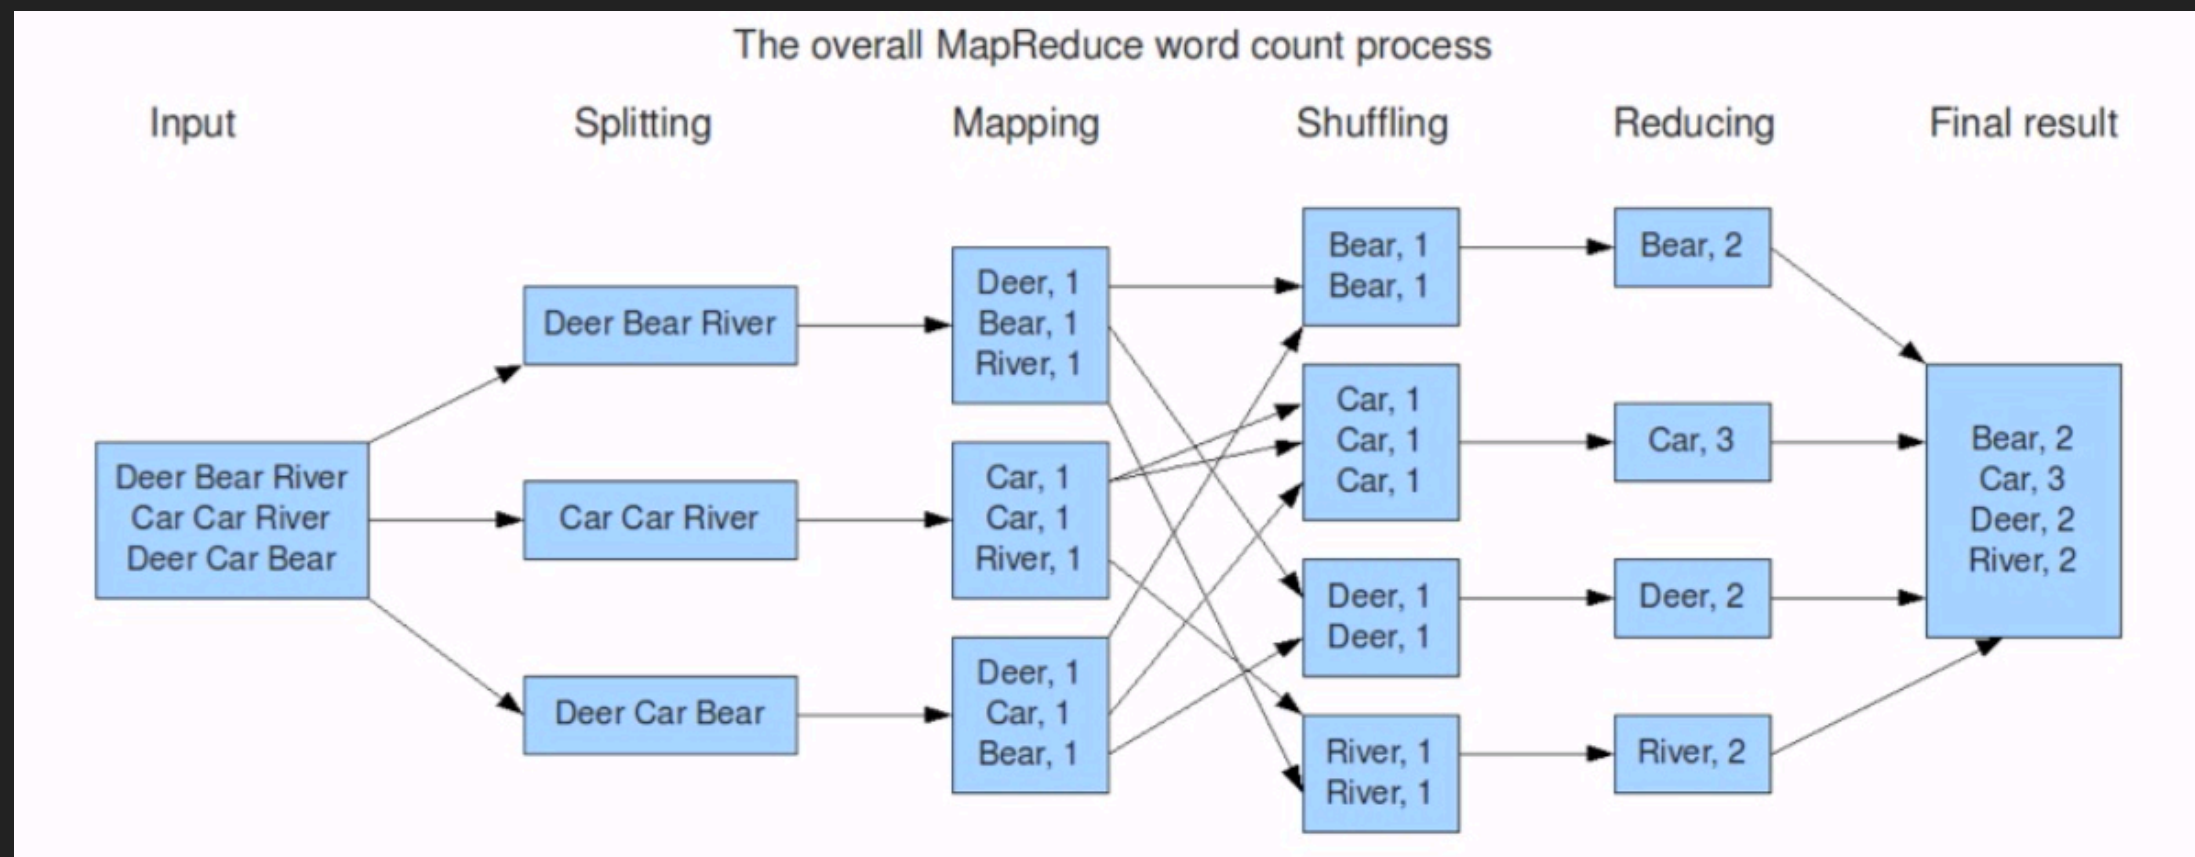 The overall MapReduce word count process
Input
Splitting
Mapping
Shuffling
Reducing
Final result
Deer Bear River
Car Car River
Deer Car Bear
Deer Bear River
Car Car River
Deer Car Bear
Deer, 1
Bear, 1
River, 1
Car, 1
Car, 1
River, 1
Deer, 1
Car, 1
Bear, 1
Bear, 1
Bear, 1
Car, 1
Car, 1
Car, 1
Deer, 1
Deer, 1
River, 1
River, 1
Bear, 2
Car, 3
Deer, 2
River, 2
Bear, 2
Car, 3
Deer, 2
River, 2